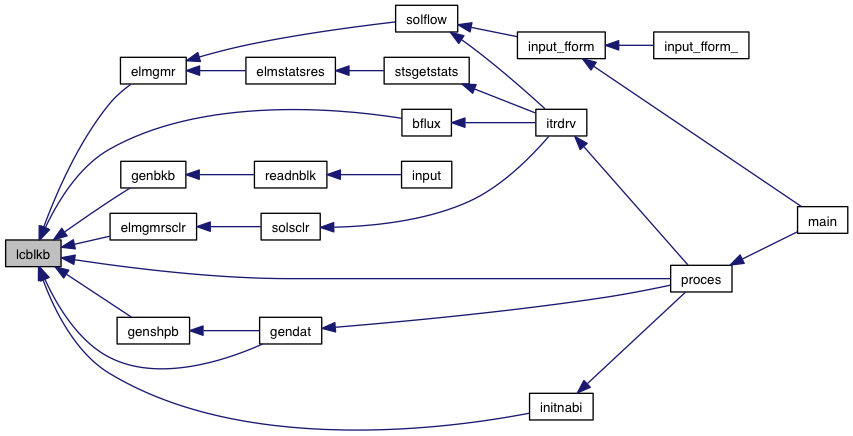 solflow
input_fform
input_fform_
elmgmr
elmstatsres
stsgetstats
bflux
itrdrv
genbkb
readnblk
input
elmgmrsclr
solsclr
main
lcblkb
proces
genshpb
gendat
initnabi